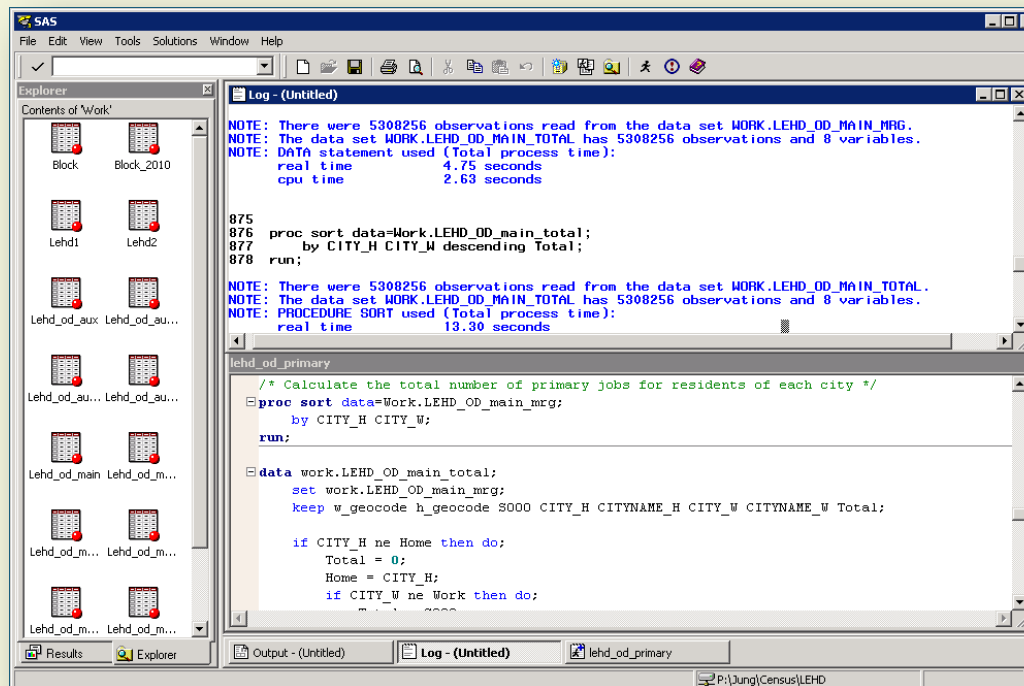 SAS
File Edit View Tools Solutions Window Help
Explorer
Contents of 'Work'
Block Block_2010
Lehd1 Lehd2
Lehd_od_aux Lehd_od_au...
Lehd_od_au... Lehd_od_au...
Lehd_od_main Lehd_od_m...
Lehd_od_m... Lehd_od_m...
Lehd_od_m... Lehd_od_m...
Results Explorer
Log - (Untitled)
NOTE: There were 5308256 observations read from the data set WORK.LEHD_OD_MAIN_MRG.
NOTE: The data set WORK.LEHD_OD_MAIN_TOTAL has 5308256 observations and 8 variables.
NOTE: DATA statement used (Total process time):
real time 4.75 seconds
cpu time 2.63 seconds
875
876 proc sort data=Work.LEHD_OD_main_total;
877 by CITY_H CITY_W descending Total;
878 run;
NOTE: There were 5308256 observations read from the data set WORK.LEHD_OD_MAIN_TOTAL.
NOTE: The data set WORK.LEHD_OD_MAIN_TOTAL has 5308256 observations and 8 variables.
NOTE: PROCEDURE SORT used (Total process time):
real time 13.30 seconds
lehd_od_primary
/* Calculate the total number of primary jobs for residents of each city */
proc sort data=Work.LEHD_OD_main_mrg;
by CITY_H CITY_W;
run;
data work.LEHD_OD_main_total;
set work.LEHD_OD_main_mrg;
keep w_geocode h_geocode S000 CITY_H CITYNAME_H CITY_W CITYNAME_W Total;
if CITY_H ne Home then do;
Total = 0;
Home = CITY_H;
if CITY_W ne Work then do;
Output - (Untitled) Log - (Untitled) lehd_od_primary
P:\Jung\Census\LEHD